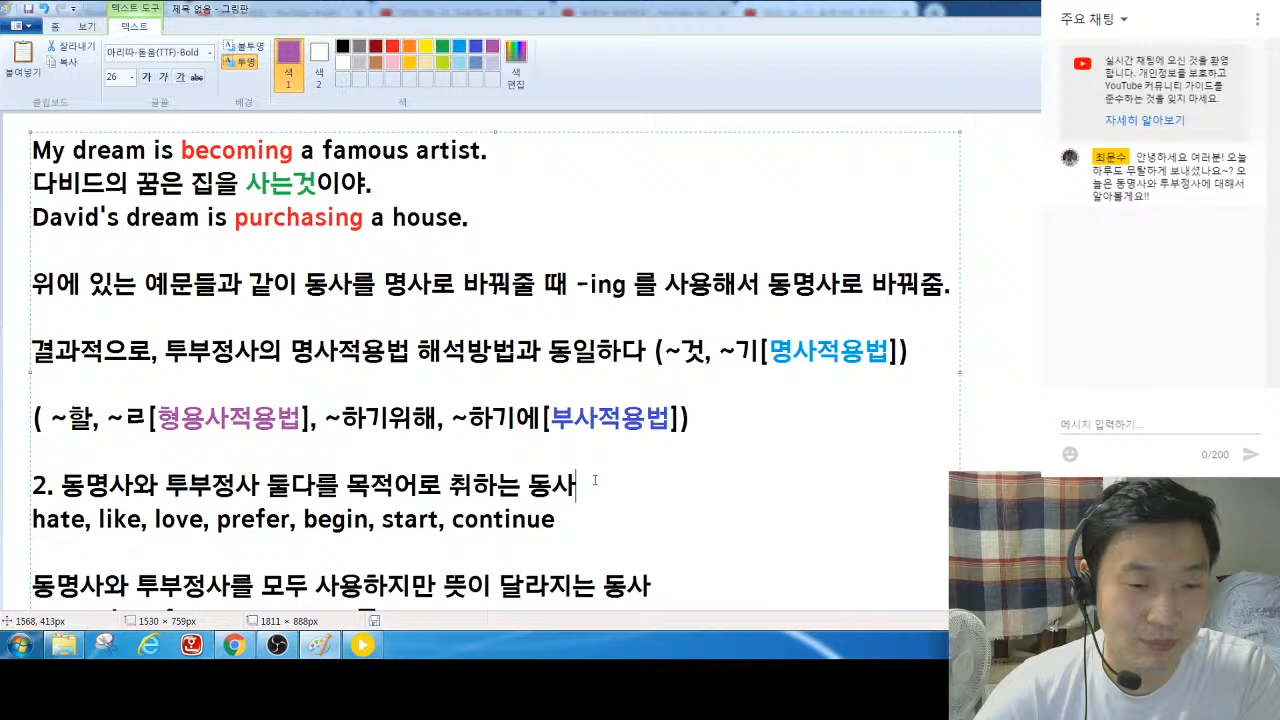 텍스트 도구
제목 없음 - 그림판
홈
보기
텍스트
붙여넣기
잘라내기
복사
클립보드
아리따-돋움(TTF)-Bold
26
가 가 가 abc
글꼴
불투명
투명
배경
색 1
색 2
색
색 편집
My dream is becoming a famous artist.
다비드의 꿈은 집을 사는것이야.
David's dream is purchasing a house.
위에 있는 예문들과 같이 동사를 명사로 바꿔줄 때 -ing 를 사용해서 동명사로 바꿔줌.
결과적으로, 투부정사의 명사적용법 해석방법과 동일하다 (~것, ~기[명사적용법])
( ~할, ~ㄹ[형용사적용법], ~하기위해, ~하기에[부사적용법])
2. 동명사와 투부정사 둘다를 목적어로 취하는 동사
hate, like, love, prefer, begin, start, continue
동명사와 투부정사를 모두 사용하지만 뜻이 달라지는 동사
1568, 413px
1530 × 759px
1811 × 888px
주요 채팅
실시간 채팅에 오신 것을 환영
합니다. 개인정보를 보호하고
YouTube 커뮤니티 가이드를
준수하는 것을 잊지 마세요.
자세히 알아보기
최문수 안녕하세요 여러분! 오늘
하루도 무탈하게 보내셨나요~? 오
늘은 동명사와 투부정사에 대해서
알아볼게요!!
메시지 입력하기...
0/200